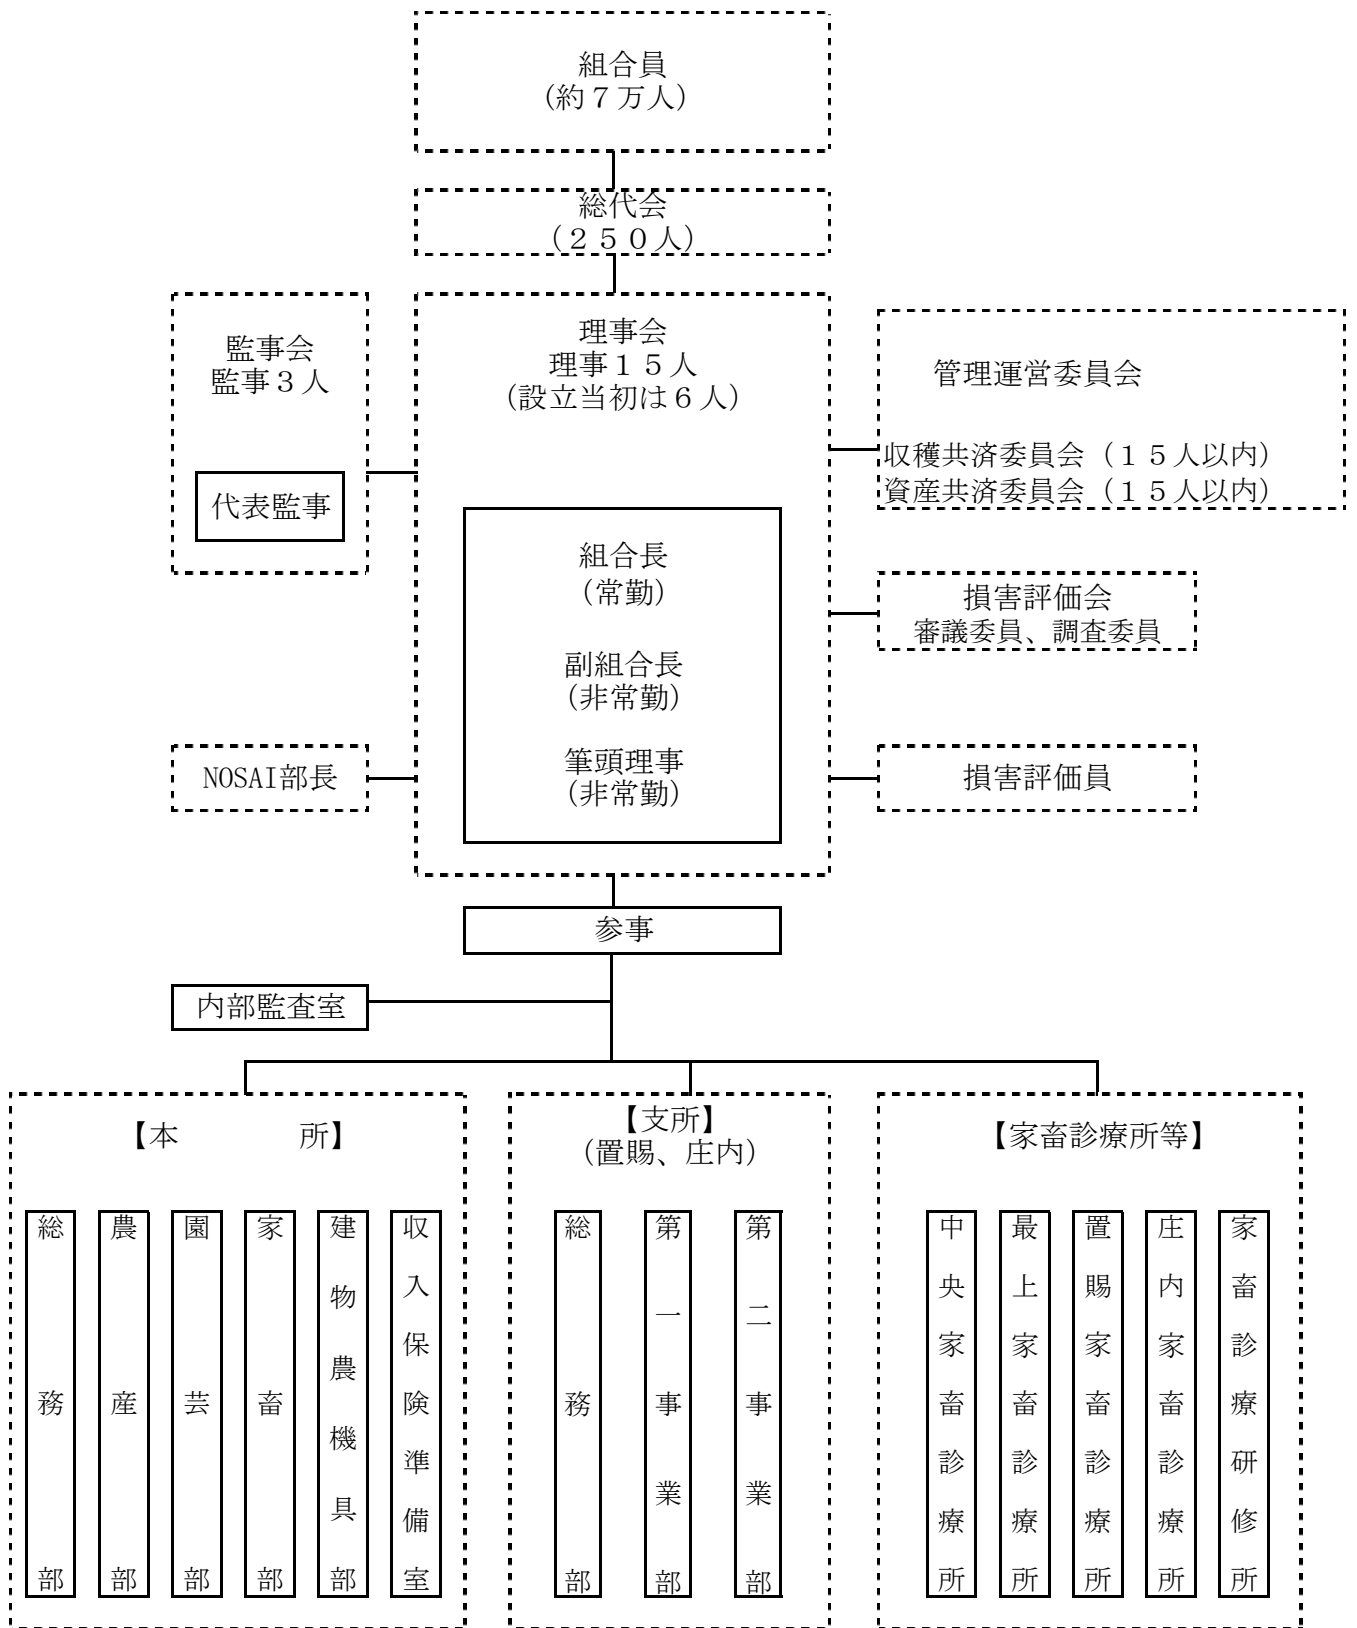 組合員
(約７万人)
総代会
(２５０人)
監事会
監事３人
代表監事
理事会
理事１５人
(設立当初は６人)
管理運営委員会
収穫共済委員会（１５人以内）
資産共済委員会（１５人以内）
組合長
(常勤)
副組合長
(非常勤)
筆頭理事
(非常勤)
損害評価会
審議委員、調査委員
NOSAI部長
損害評価員
参事
内部監査室
【本　　　　所】
総務部
農産部
園芸部
家畜部
建物農機具部
収入保険準備室
【支所】
(置賜、庄内)
総務部
第一事業部
第二事業部
【家畜診療所等】
中央家畜診療所
最上家畜診療所
置賜家畜診療所
庄内家畜診療所
家畜診療研修所